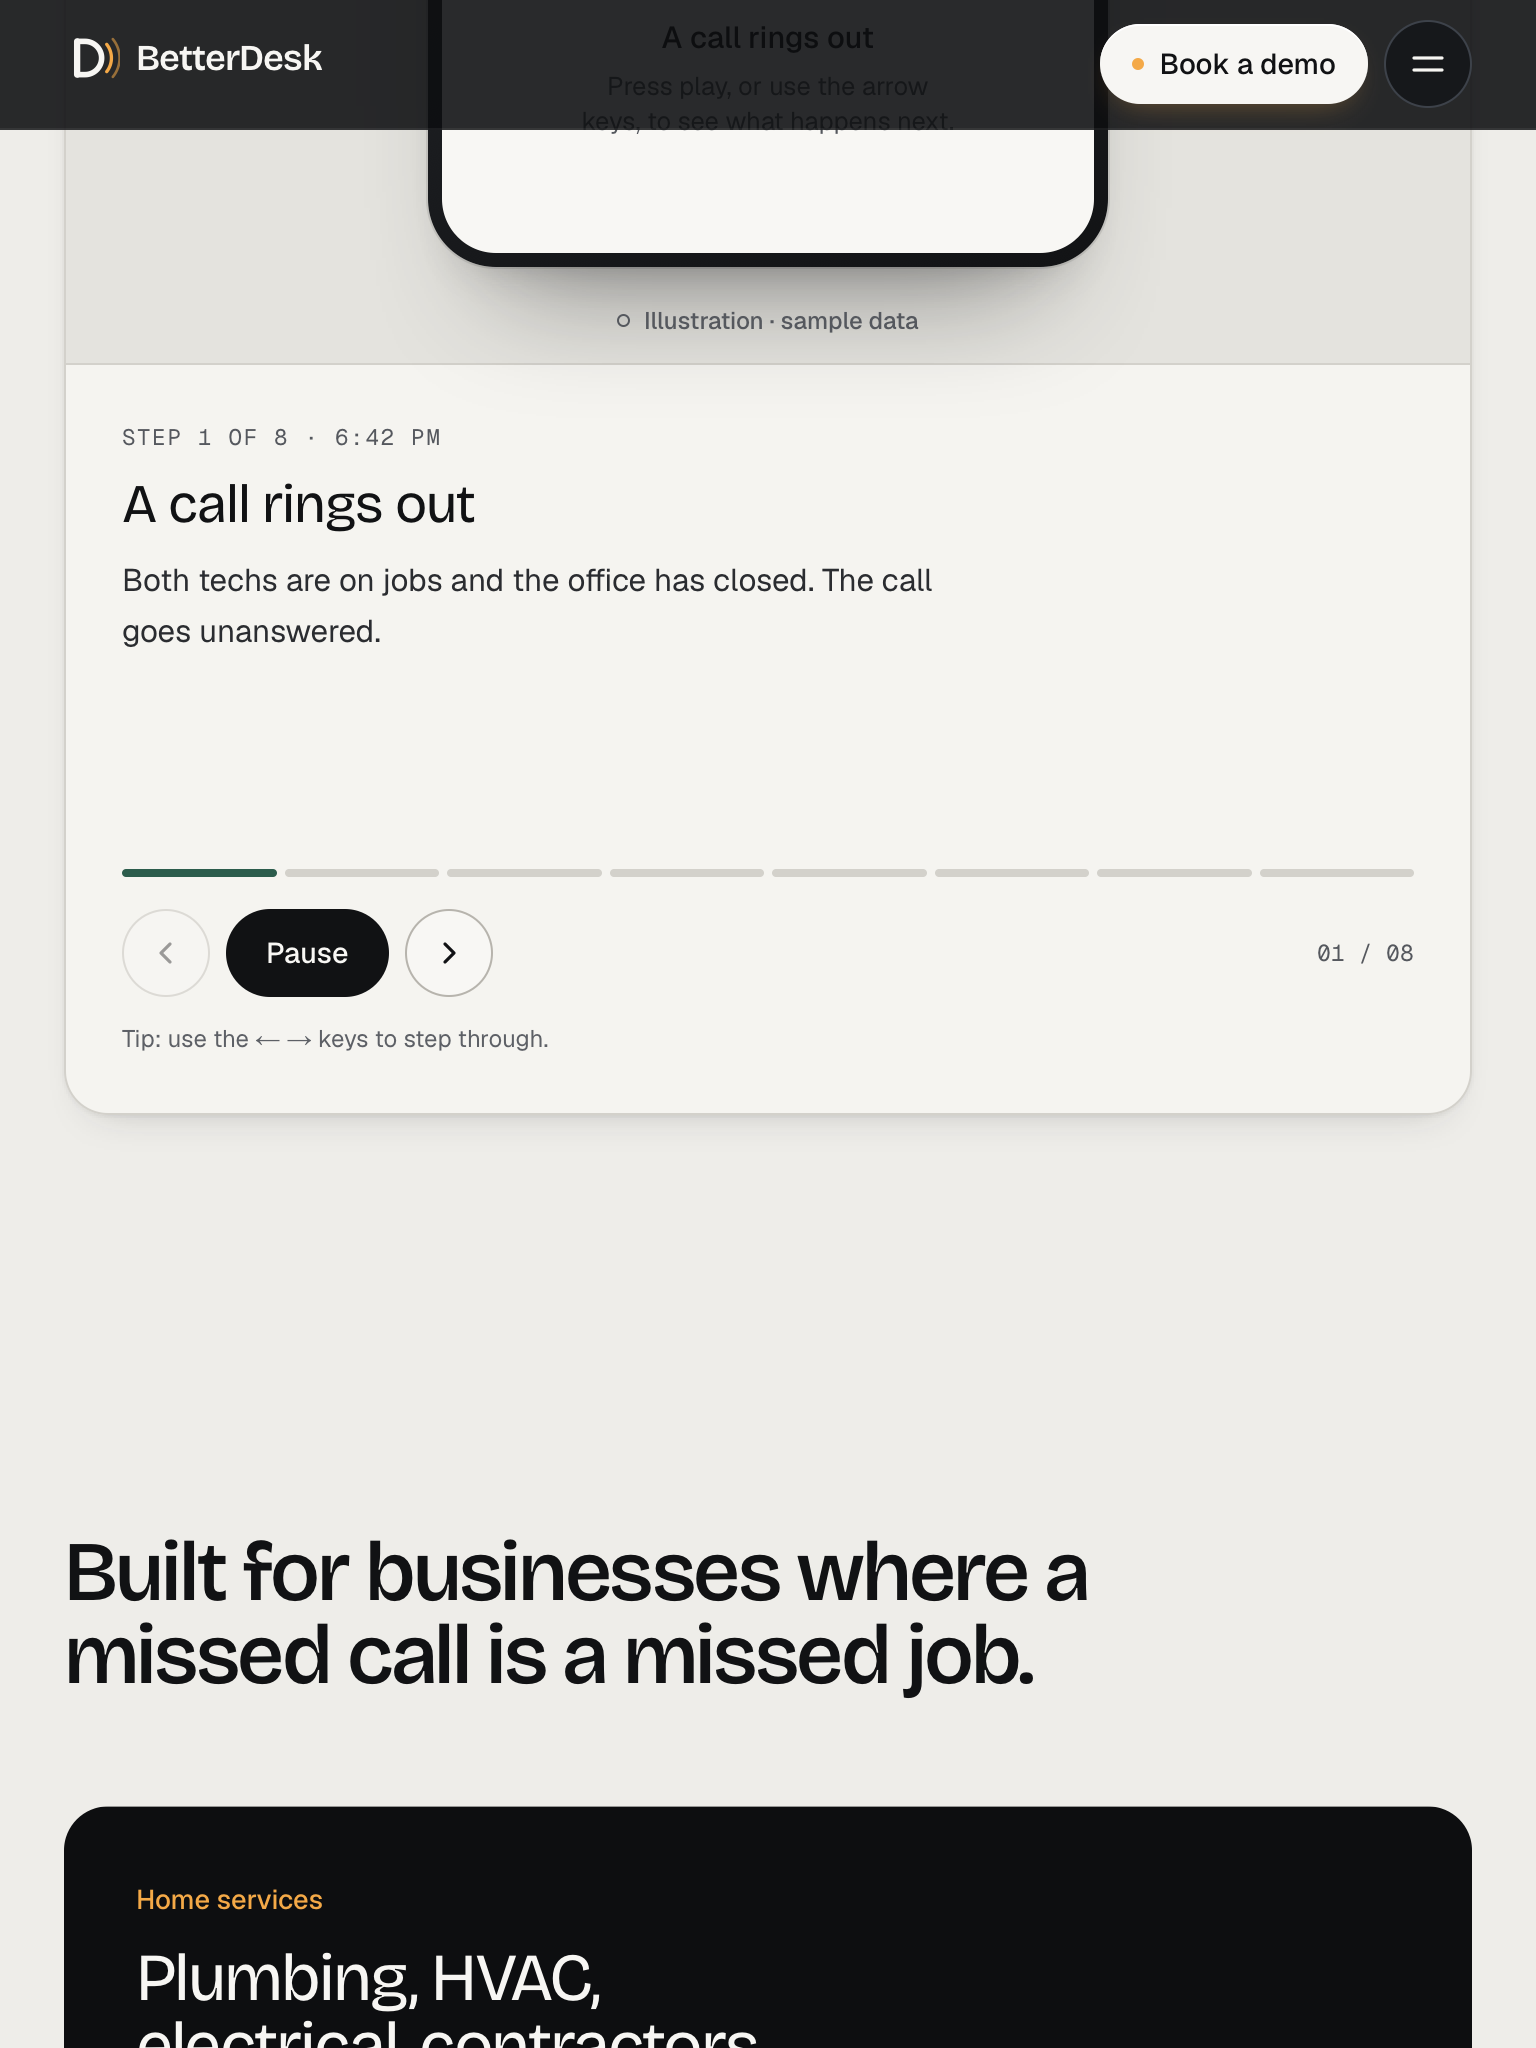 BetterDesk
Book a demo
A call rings out
Press play, or use the arrow
keys, to see what happens next.
Illustration · sample data
STEP 1 OF 8 · 6:42 PM
A call rings out
Both techs are on jobs and the office has closed. The call
goes unanswered.
Pause
01 / 08
Tip: use the ← → keys to step through.
Built for businesses where a
missed call is a missed job.
Home services
Plumbing, HVAC,
electrical, contractors